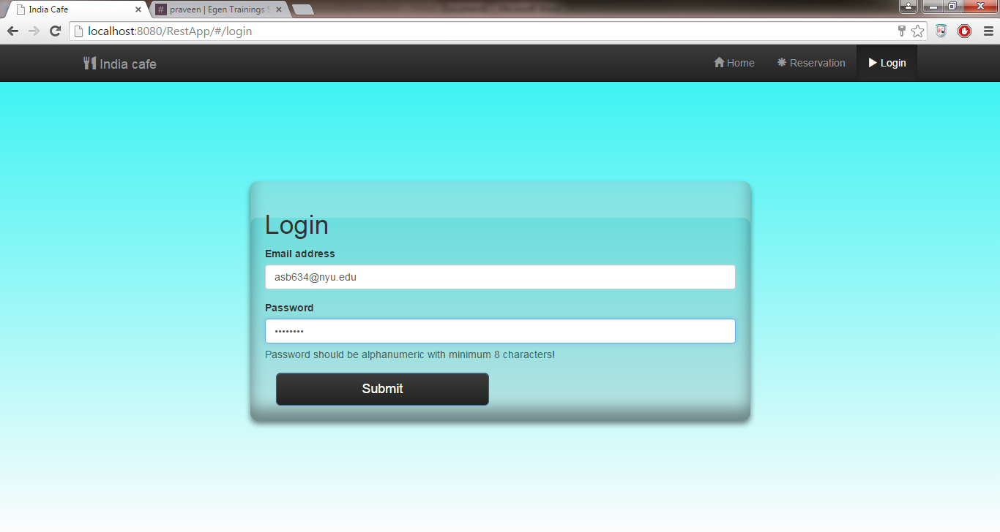 India Cafe
praveen | Egen Trainings
localhost:8080/RestApp/#/login
India cafe
Home
Reservation
Login
Login
Email address
asb634@nyu.edu
Password
••••••••
Password should be alphanumeric with minimum 8 characters!
Submit